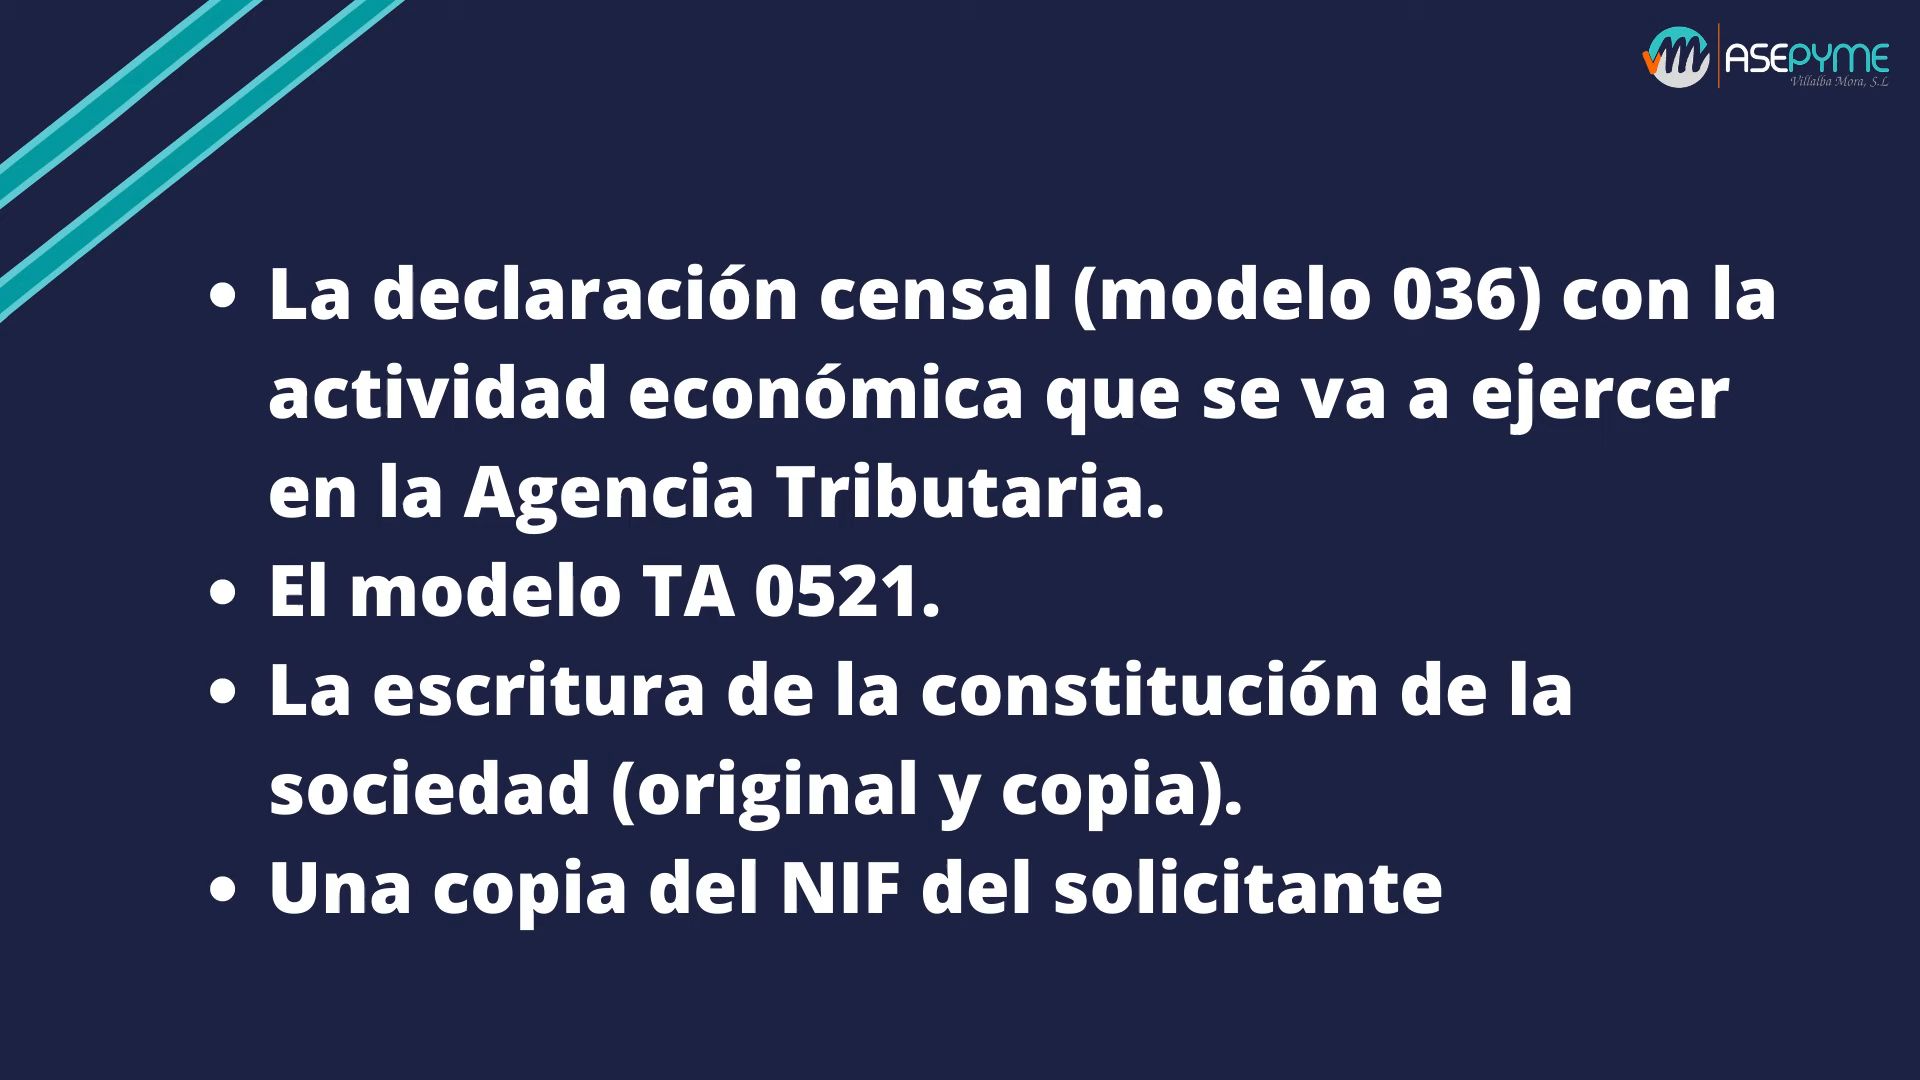 ASEPYME
Villalba Mora, S.L
• La declaración censal (modelo 036) con la
actividad económica que se va a ejercer
en la Agencia Tributaria.
• El modelo TA 0521.
• La escritura de la constitución de la
sociedad (original y copia).
• Una copia del NIF del solicitante